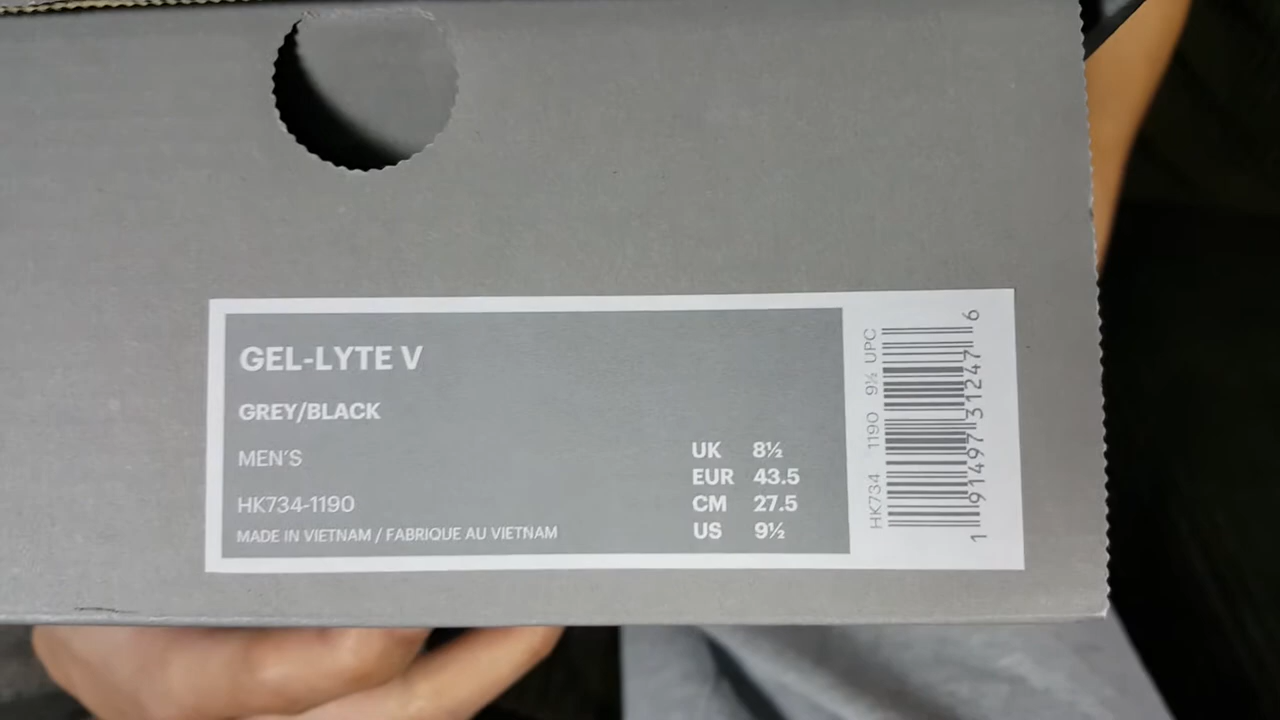 GEL-LYTE V
GREY/BLACK
MEN'S
HK734-1190
MADE IN VIETNAM / FABRIQUE AU VIETNAM
UK 8½
EUR 43.5
CM 27.5
US 9½
HK734 1190 9½ UPC
1 91497 31247 6